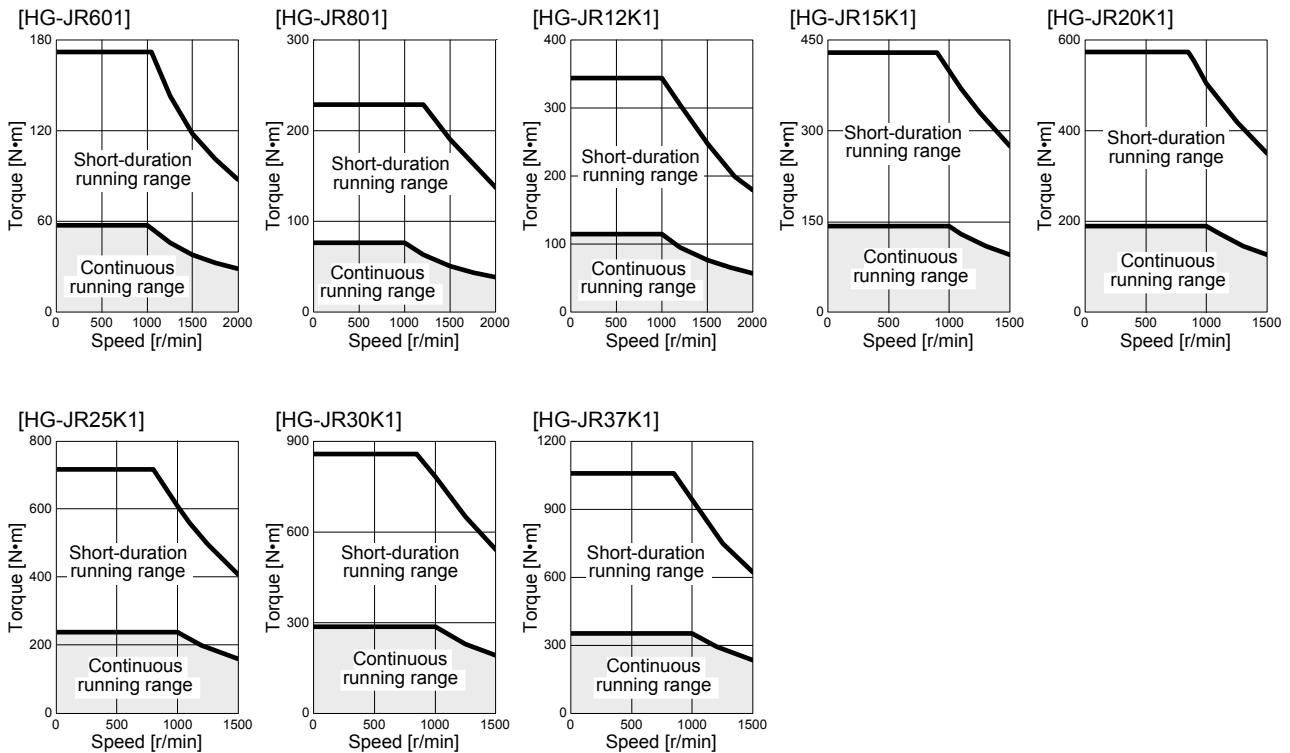 [HG-JR601]
180
120
60
0
Torque [N•m]
Short-duration
running range
Continuous
running range
0 500 1000 1500 2000
Speed [r/min]
[HG-JR801]
300
200
100
0
Torque [N•m]
Short-duration
running range
Continuous
running range
0 500 1000 1500 2000
Speed [r/min]
[HG-JR12K1]
400
300
200
100
0
Torque [N•m]
Short-duration
running range
Continuous
running range
0 500 1000 1500 2000
Speed [r/min]
[HG-JR15K1]
450
300
150
0
Torque [N•m]
Short-duration
running range
Continuous
running range
0 500 1000 1500
Speed [r/min]
[HG-JR20K1]
600
400
200
0
Torque [N•m]
Short-duration
running range
Continuous
running range
0 500 1000 1500
Speed [r/min]
[HG-JR25K1]
800
600
400
200
0
Torque [N•m]
Short-duration
running range
Continuous
running range
0 500 1000 1500
Speed [r/min]
[HG-JR30K1]
900
600
300
0
Torque [N•m]
Short-duration
running range
Continuous
running range
0 500 1000 1500
Speed [r/min]
[HG-JR37K1]
1200
900
600
300
0
Torque [N•m]
Short-duration
running range
Continuous
running range
0 500 1000 1500
Speed [r/min]